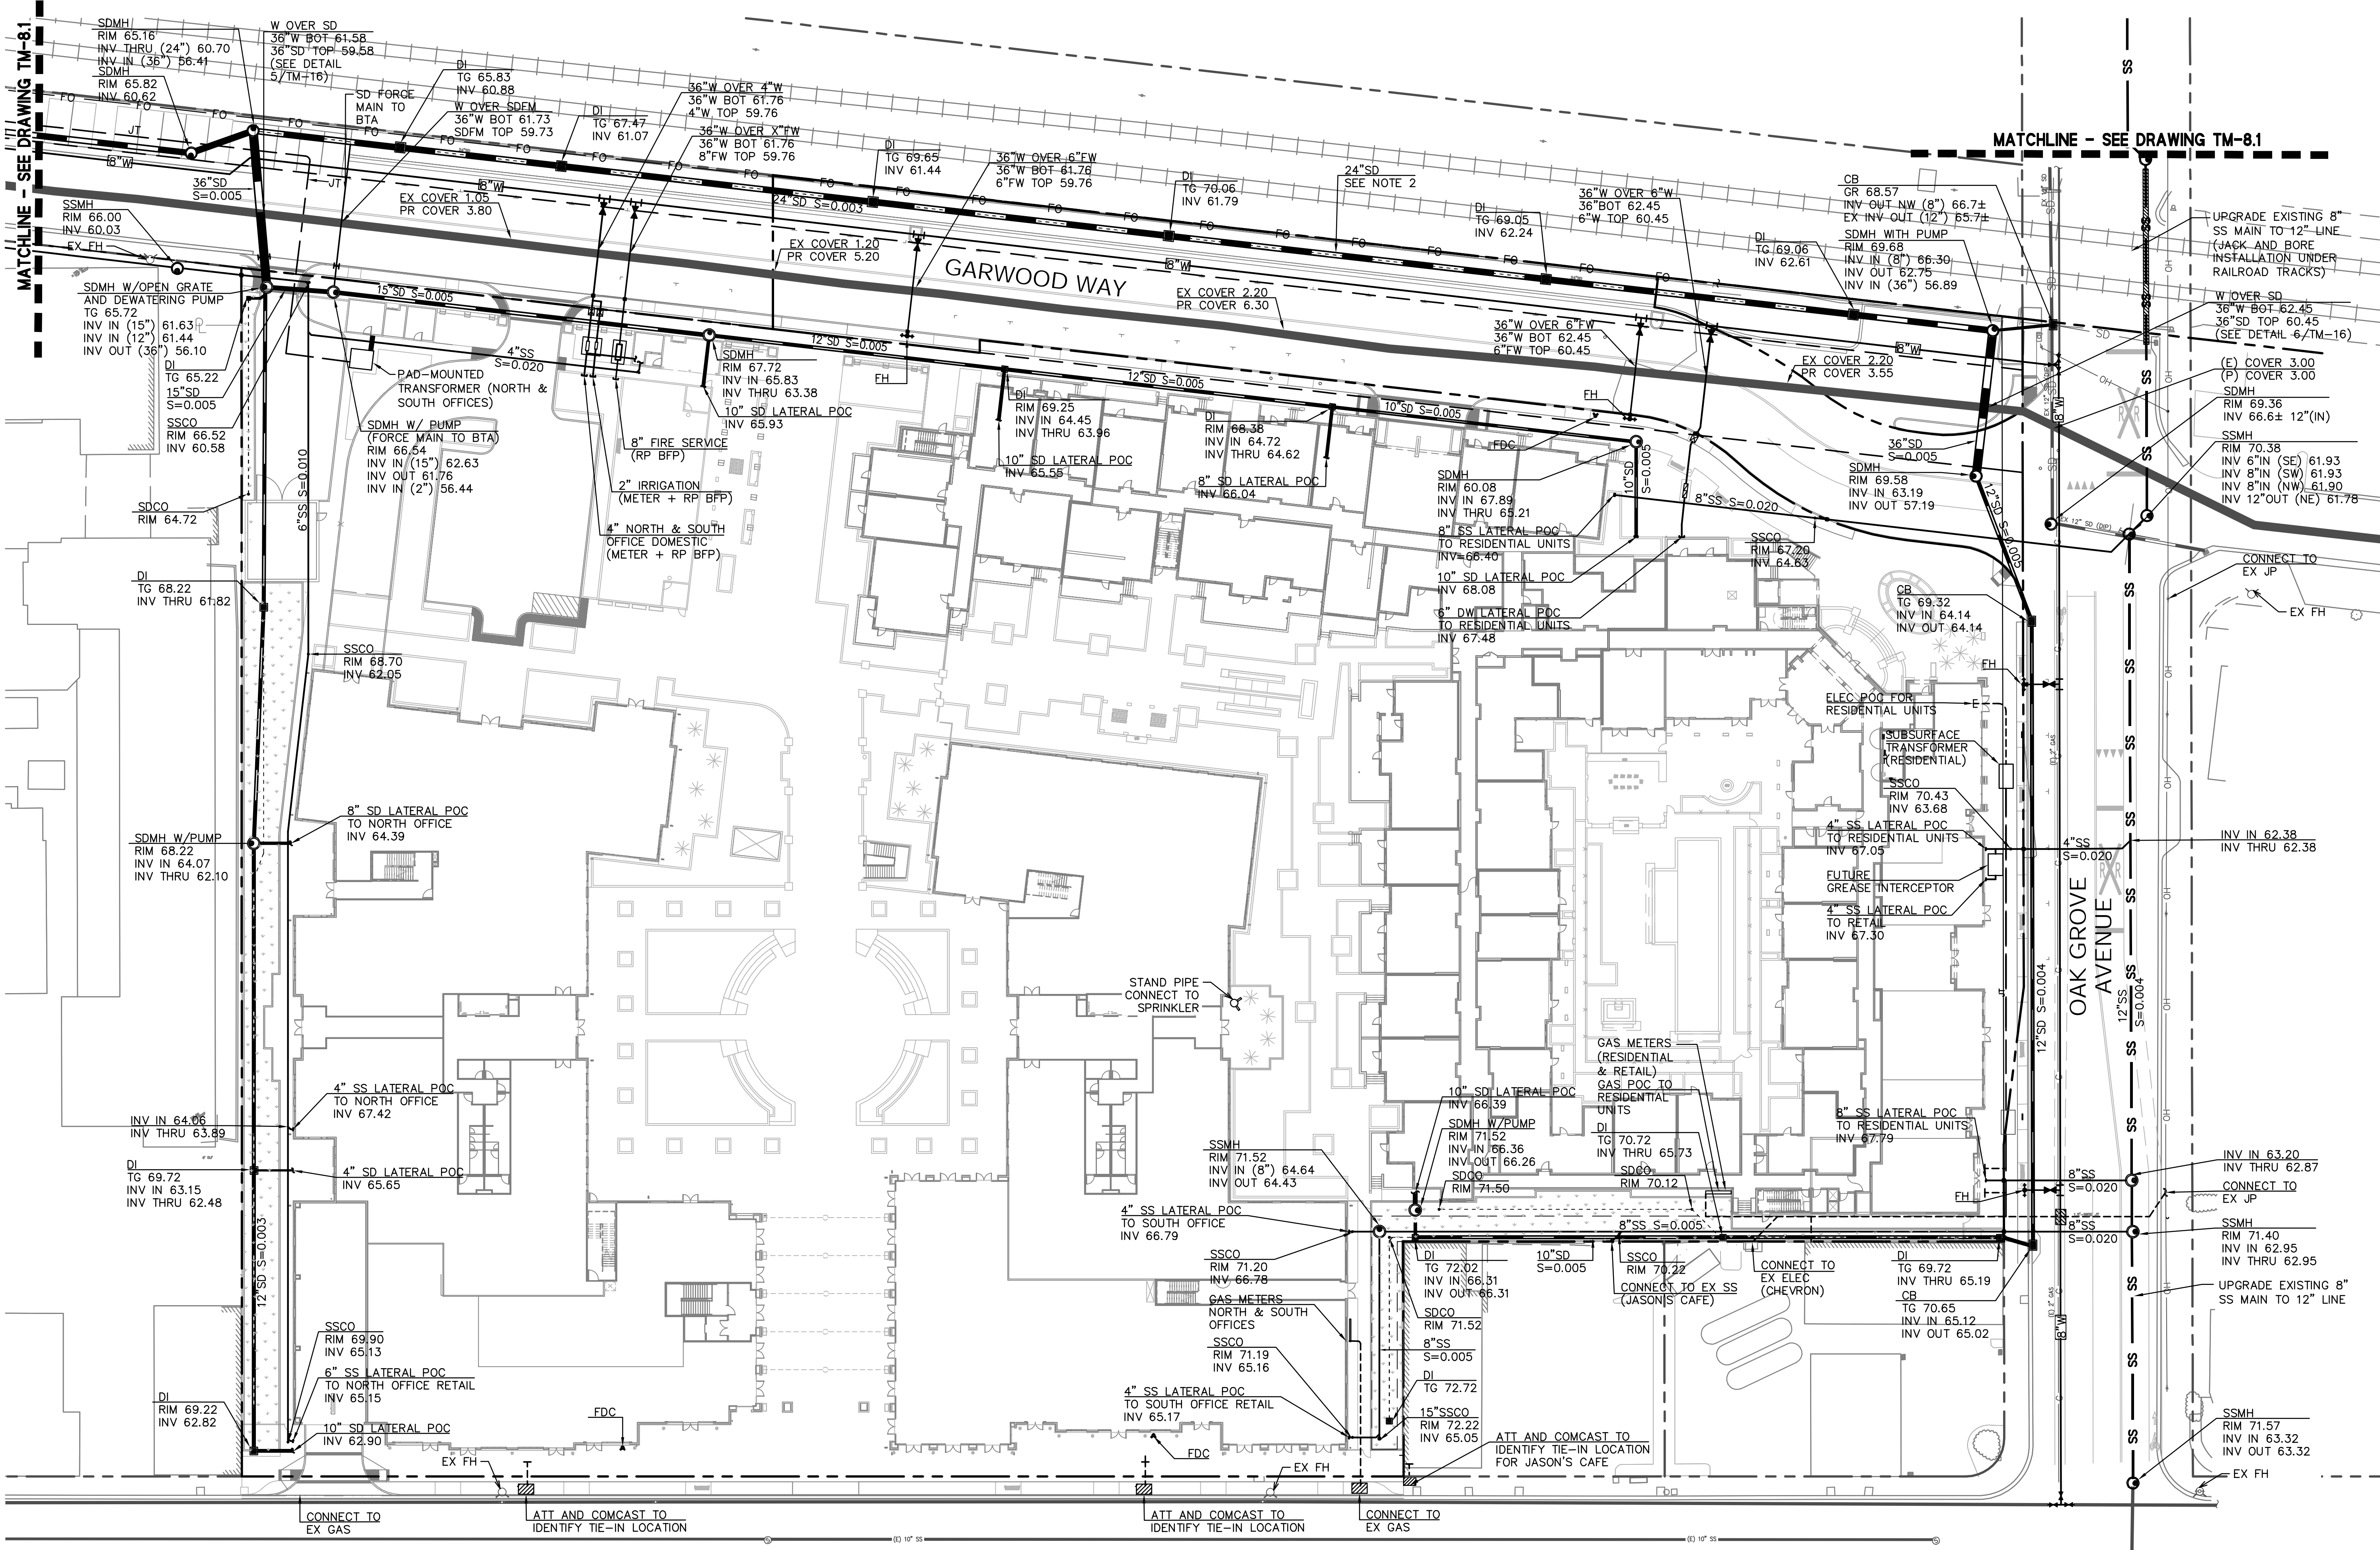 MATCHLINE - SEE DRAWING TM-8.1
SDMH
RIM 65.16
INV THRU (24") 60.70
INV IN (36") 56.41
SDMH
RIM 65.82
INV 60.62
W OVER SD
36"W BOT 61.58
36"SD TOP 59.58
(SEE DETAIL
5/TM-16)
SD FORCE
MAIN TO
BTA
DI
TG 65.83
INV 60.88
W OVER SDFM
36"W BOT 61.73
SDFM TOP 59.73
DI
TG 67.47
INV 61.07
36"W OVER 4"W
36"W BOT 61.76
4"W TOP 59.76
36"W OVER X"FW
36"W BOT 61.76
8"FW TOP 59.76
DI
TG 69.65
INV 61.44
36"W OVER 6"FW
36"W BOT 61.76
6"FW TOP 59.76
DI
TG 70.06
INV 61.79
24"SD
SEE NOTE 2
DI
TG 69.05
INV 62.24
36"W OVER 6"W
36"BOT 62.45
6"W TOP 60.45
DI
TG 69.06
INV 62.61
CB
GR 68.57
INV OUT NW (8") 66.7±
EX INV OUT (12") 65.7±
SDMH WITH PUMP
RIM 69.68
INV IN (8") 66.30
INV OUT 62.75
INV IN (36") 56.89
MATCHLINE - SEE DRAWING TM-8.1
UPGRADE EXISTING 8"
SS MAIN TO 12" LINE
(JACK AND BORE
INSTALLATION UNDER
RAILROAD TRACKS)
W OVER SD
36"W BOT 62.45
36"SD TOP 60.45
(SEE DETAIL 6/TM-16)
(E) COVER 3.00
(P) COVER 3.00
SDMH
RIM 69.36
INV 66.6± 12"(IN)
SSMH
RIM 70.38
INV 6"IN (SE) 61.93
INV 8"IN (SW) 61.93
INV 8"IN (NW) 61.90
INV 12"OUT (NE) 61.78
CONNECT TO
EX JP
EX FH
36"SD
S=0.005
SSMH
RIM 66.00
INV 60.03
EX FH
SDMH W/OPEN GRATE
AND DEWATERING PUMP
TG 65.72
INV IN (15") 61.63
INV IN (12") 61.44
INV OUT (36") 56.10
DI
TG 65.22
15"SD
S=0.005
SSCO
RIM 66.52
INV 60.58
SDCO
RIM 64.72
6"SS S=0.010
EX COVER 1.05
PR COVER 3.80
24"SD S=0.003
EX COVER 1.20
PR COVER 5.20
GARWOOD WAY
EX COVER 2.20
PR COVER 6.30
15"SD S=0.005
4"SS
S=0.020
PAD-MOUNTED
TRANSFORMER (NORTH &
SOUTH OFFICES)
SDMH W/ PUMP
(FORCE MAIN TO BTA)
RIM 66.54
INV IN (15") 62.63
INV OUT 61.76
INV IN (2") 56.44
SDMH
RIM 67.72
INV IN 65.83
INV THRU 63.38
10" SD LATERAL POC
INV 65.93
8" FIRE SERVICE
(RP BFP)
2" IRRIGATION
(METER + RP BFP)
4" NORTH & SOUTH
OFFICE DOMESTIC
(METER + RP BFP)
12"SD S=0.005
FH
12"SD S=0.005
DI
RIM 69.25
INV IN 64.45
INV THRU 63.96
10" SD LATERAL POC
INV 65.55
DI
RIM 68.38
INV IN 64.72
INV THRU 64.62
8" SD LATERAL POC
INV 66.04
10"SD S=0.005
36"W OVER 6"FW
36"W BOT 62.45
6"FW TOP 60.45
FH
FDC
SDMH
RIM 60.08
INV IN 67.89
INV THRU 65.21
8" SS LATERAL POC
TO RESIDENTIAL UNITS
INV=66.40
10" SD LATERAL POC
INV 68.08
6" DW LATERAL POC
TO RESIDENTIAL UNITS
INV 67.48
10"SD
S=0.005
8"SS S=0.020
SSCO
RIM 67.20
INV 64.63
EX COVER 2.20
PR COVER 3.55
36"SD
S=0.005
SDMH
RIM 69.58
INV IN 63.19
INV OUT 57.19
12"SD S=0.005
EX 12" SD (DIP)
CB
TG 69.32
INV IN 64.14
INV OUT 64.14
FH
ELEC POC FOR
RESIDENTIAL UNITS
SUBSURFACE
TRANSFORMER
(RESIDENTIAL)
SSCO
RIM 70.43
INV 63.68
4" SS LATERAL POC
TO RESIDENTIAL UNITS
INV 67.05
FUTURE
GREASE INTERCEPTOR
4" SS LATERAL POC
TO RETAIL
INV 67.30
4"SS
S=0.020
INV IN 62.38
INV THRU 62.38
OAK GROVE
AVENUE
12"SD S=0.004
12"SS
S=0.004
DI
TG 68.22
INV THRU 61.82
SSCO
RIM 68.70
INV 62.05
8" SD LATERAL POC
TO NORTH OFFICE
INV 64.39
SDMH W/PUMP
RIM 68.22
INV IN 64.07
INV THRU 62.10
STAND PIPE
CONNECT TO
SPRINKLER
4" SS LATERAL POC
TO NORTH OFFICE
INV 67.42
INV IN 64.06
INV THRU 63.89
DI
TG 69.72
INV IN 63.15
INV THRU 62.48
4" SD LATERAL POC
INV 65.65
12"SD S=0.003
SSCO
RIM 69.90
INV 65.13
6" SS LATERAL POC
TO NORTH OFFICE RETAIL
INV 65.15
DI
RIM 69.22
INV 62.82
10" SD LATERAL POC
INV 62.90
FDC
EX FH
CONNECT TO
EX GAS
ATT AND COMCAST TO
IDENTIFY TIE-IN LOCATION
GAS METERS
(RESIDENTIAL
& RETAIL)
GAS POC TO
RESIDENTIAL
UNITS
10" SD LATERAL POC
INV 66.39
SDMH W/PUMP
RIM 71.52
INV IN 66.36
INV OUT 66.26
SDCO
RIM 71.50
DI
TG 70.72
INV THRU 65.73
SDCO
RIM 70.12
8" SS LATERAL POC
TO RESIDENTIAL UNITS
INV 67.79
FH
SSMH
RIM 71.52
INV IN (8") 64.64
INV OUT 64.43
4" SS LATERAL POC
TO SOUTH OFFICE
INV 66.79
SSCO
RIM 71.20
INV 66.78
GAS METERS
NORTH & SOUTH
OFFICES
SSCO
RIM 71.19
INV 65.16
4" SS LATERAL POC
TO SOUTH OFFICE RETAIL
INV 65.17
FDC
EX FH
8"SS S=0.005
DI
TG 72.02
INV IN 66.31
INV OUT 66.31
SDCO
RIM 71.52
8"SS
S=0.005
DI
TG 72.72
15"SSCO
RIM 72.22
INV 65.05
10"SD
S=0.005
SSCO
RIM 70.22
CONNECT TO EX SS
(JASON'S CAFE)
CONNECT TO
EX ELEC
(CHEVRON)
DI
TG 69.72
INV THRU 65.19
CB
TG 70.65
INV IN 65.12
INV OUT 65.02
8"SS
S=0.020
8"SS
S=0.020
INV IN 63.20
INV THRU 62.87
CONNECT TO
EX JP
SSMH
RIM 71.40
INV IN 62.95
INV THRU 62.95
UPGRADE EXISTING 8"
SS MAIN TO 12" LINE
SSMH
RIM 71.57
INV IN 63.32
INV OUT 63.32
EX FH
ATT AND COMCAST TO
IDENTIFY TIE-IN LOCATION
FOR JASON'S CAFE
ATT AND COMCAST TO
IDENTIFY TIE-IN LOCATION
CONNECT TO
EX GAS
(E) 10" SS
(E) 10" SS